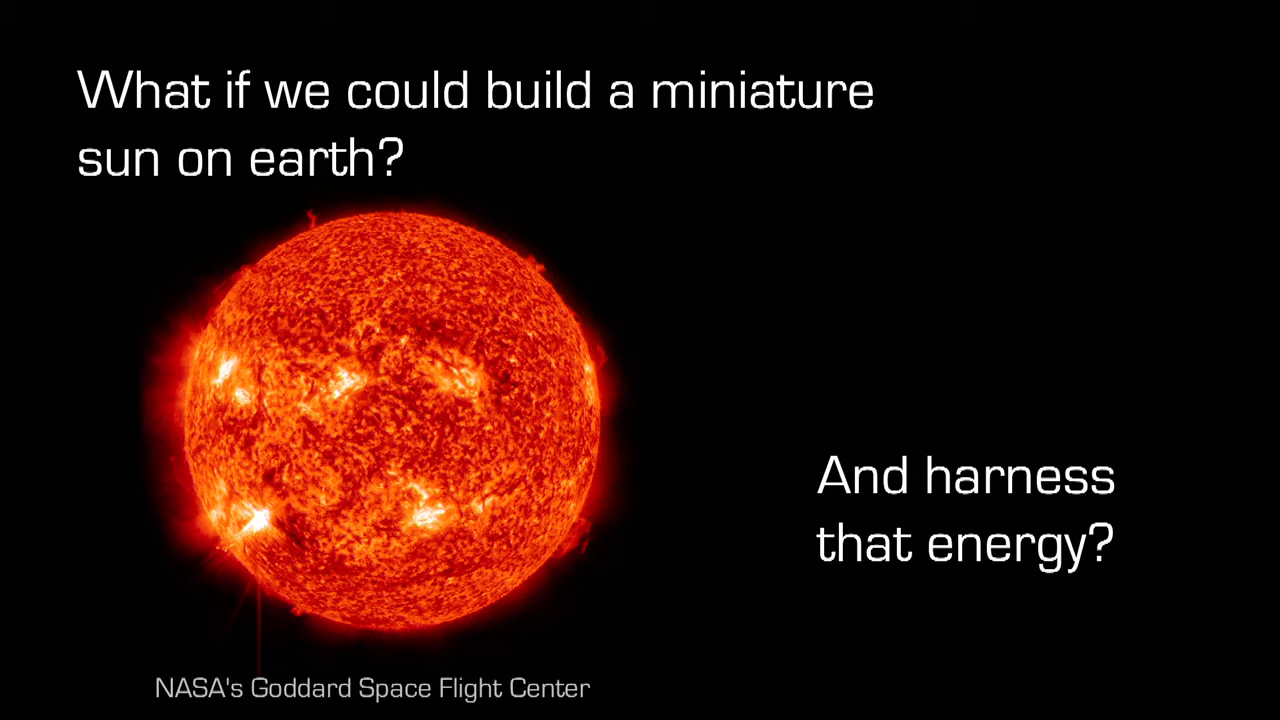 What if we could build a miniature
sun on earth?
And harness
that energy?
NASA's Goddard Space Flight Center